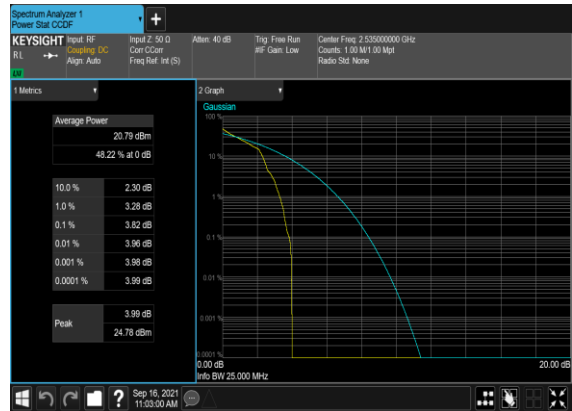 Spectrum Analyzer 1
Power Stat CCDF
KEYSIGHT
Input: RF
Input Z: 50 Ω
Atten: 40 dB
Trig: Free Run
Center Freq: 2.535000000 GHz
RL
Coupling: DC
Corr CCorr
#IF Gain: Low
Counts: 1.00 M/1.00 Mpt
Align: Auto
Freq Ref: Int (S)
Radio Std: None
1 Metrics
2 Graph
Average Power
20.79 dBm
48.22 % at 0 dB
10.0 % 2.30 dB
1.0 % 3.28 dB
0.1 % 3.82 dB
0.01 % 3.96 dB
0.001 % 3.98 dB
0.0001 % 3.99 dB
Peak
3.99 dB
24.78 dBm
Gaussian
100 %
10 %
1 %
0.1 %
0.01 %
0.001 %
0.0001 %
0.00 dB
20.00 dB
Info BW 25.000 MHz
?
Sep 16, 2021
11:03:00 AM